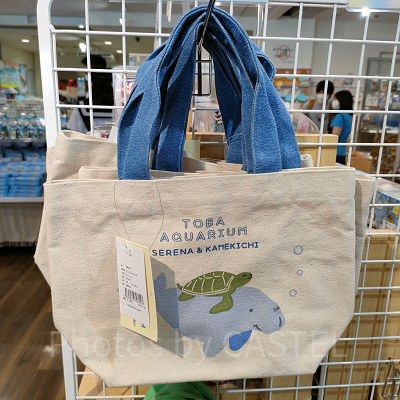 TOBA
AQUARIUM
SERENA & KAMEKICHI
Photos by CASTEL